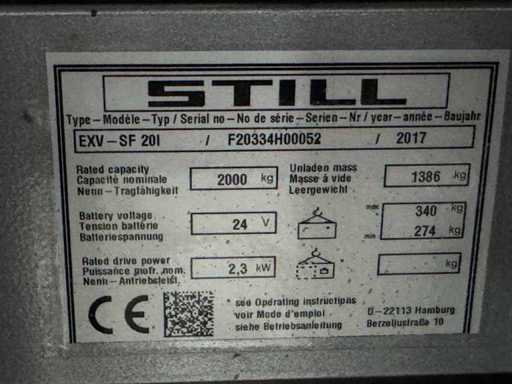 STILL
Type – Modèle – Typ / Serial no – No de série – Serien – Nr / year – année – Baujahr
EXV – SF 20I / F20334H00052 / 2017
Rated capacity
Capacité nominale
Nenn – Tragfähigkeit
2000 kg
Unladen mass
Masse à vide
Leergewicht
1386 kg
Battery voltage
Tension batterie
Batteriespannung
24 V
max 340 kg
min 274 kg
Rated drive power
Puissance motr. nom.
Nenn – Antriebsleist.
2,3 kW
kg
CE
* see Operating instructions
voir Mode d'emploi
siehe Betriebsanleitung
D – 22113 Hamburg
Berzeliusstraße 10